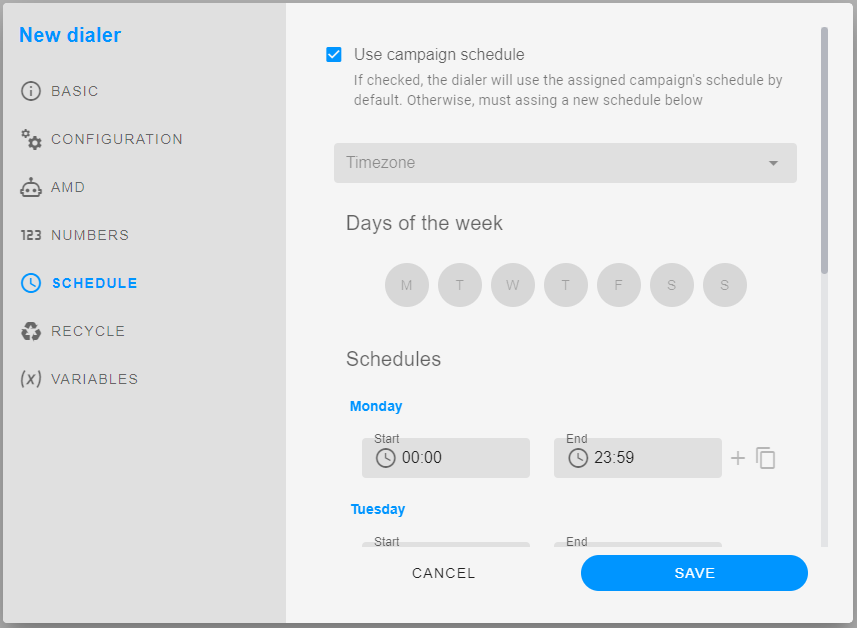 New dialer
BASIC
CONFIGURATION
AMD
123 NUMBERS
SCHEDULE
RECYCLE
(x) VARIABLES
Use campaign schedule
If checked, the dialer will use the assigned campaign's schedule by
default. Otherwise, must assing a new schedule below
Timezone
Days of the week
M T W T F S S
Schedules
Monday
Start End
00:00 23:59
Tuesday
Start End
CANCEL SAVE